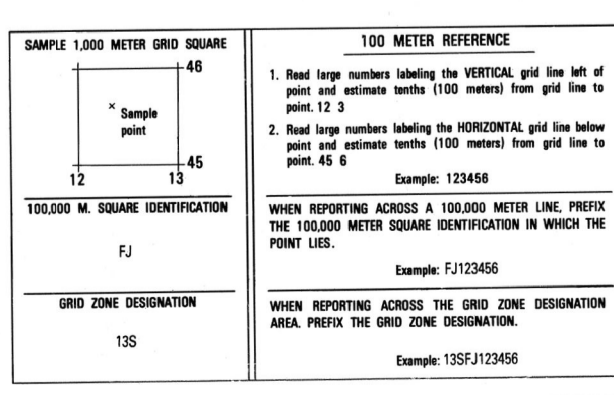 SAMPLE 1,000 METER GRID SQUARE
46
× Sample
point
45
12 13
100,000 M. SQUARE IDENTIFICATION
FJ
GRID ZONE DESIGNATION
13S
100 METER REFERENCE
1. Read large numbers labeling the VERTICAL grid line left of
point and estimate tenths (100 meters) from grid line to
point. 12 3
2. Read large numbers labeling the HORIZONTAL grid line below
point and estimate tenths (100 meters) from grid line to
point. 45 6
Example: 123456
WHEN REPORTING ACROSS A 100,000 METER LINE, PREFIX
THE 100,000 METER SQUARE IDENTIFICATION IN WHICH THE
POINT LIES.
Example: FJ123456
WHEN REPORTING ACROSS THE GRID ZONE DESIGNATION
AREA. PREFIX THE GRID ZONE DESIGNATION.
Example: 13SFJ123456